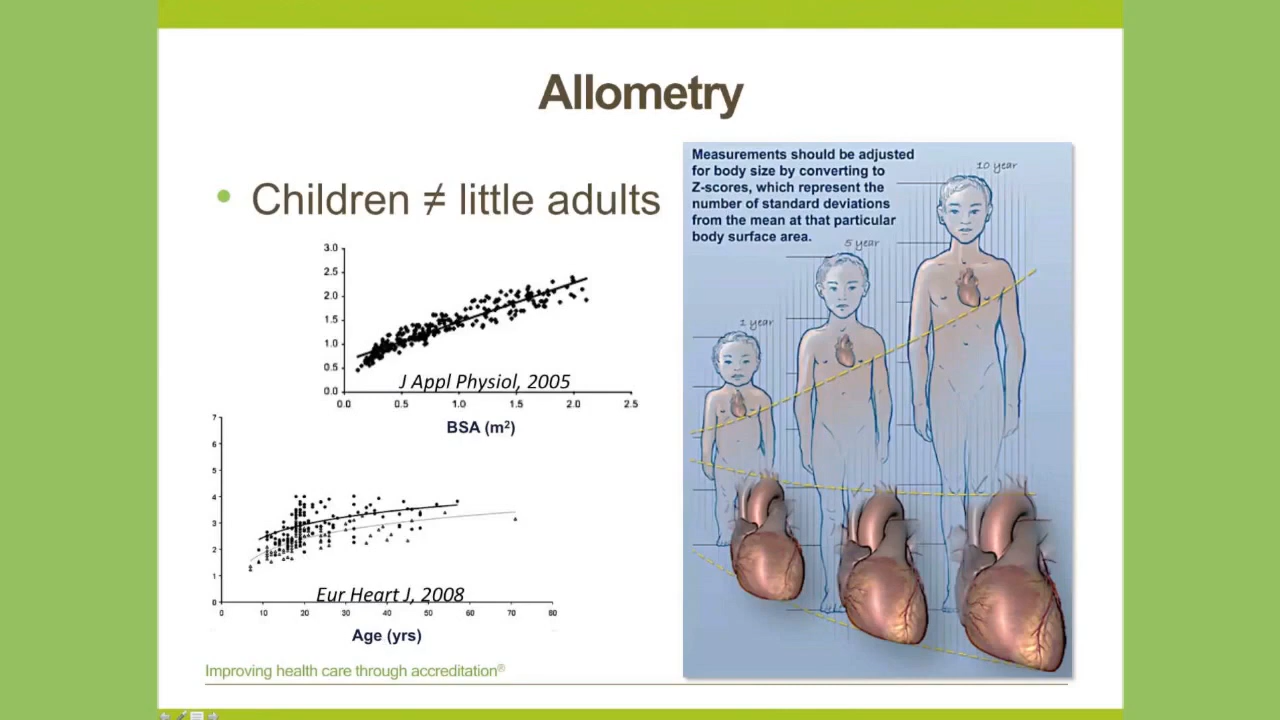 Allometry
• Children ≠ little adults
3.0
2.5
2.0
1.5
1.0
0.5
0.0
0.0 0.5 1.0 1.5 2.0 2.5
J Appl Physiol, 2005
BSA (m²)
7
6
5
4
3
2
1
0
0 10 20 30 40 50 60 70 80
Eur Heart J, 2008
Age (yrs)
Measurements should be adjusted
for body size by converting to
Z-scores, which represent the
number of standard deviations
from the mean at that particular
body surface area.
1 year
5 year
10 year
Improving health care through accreditation®